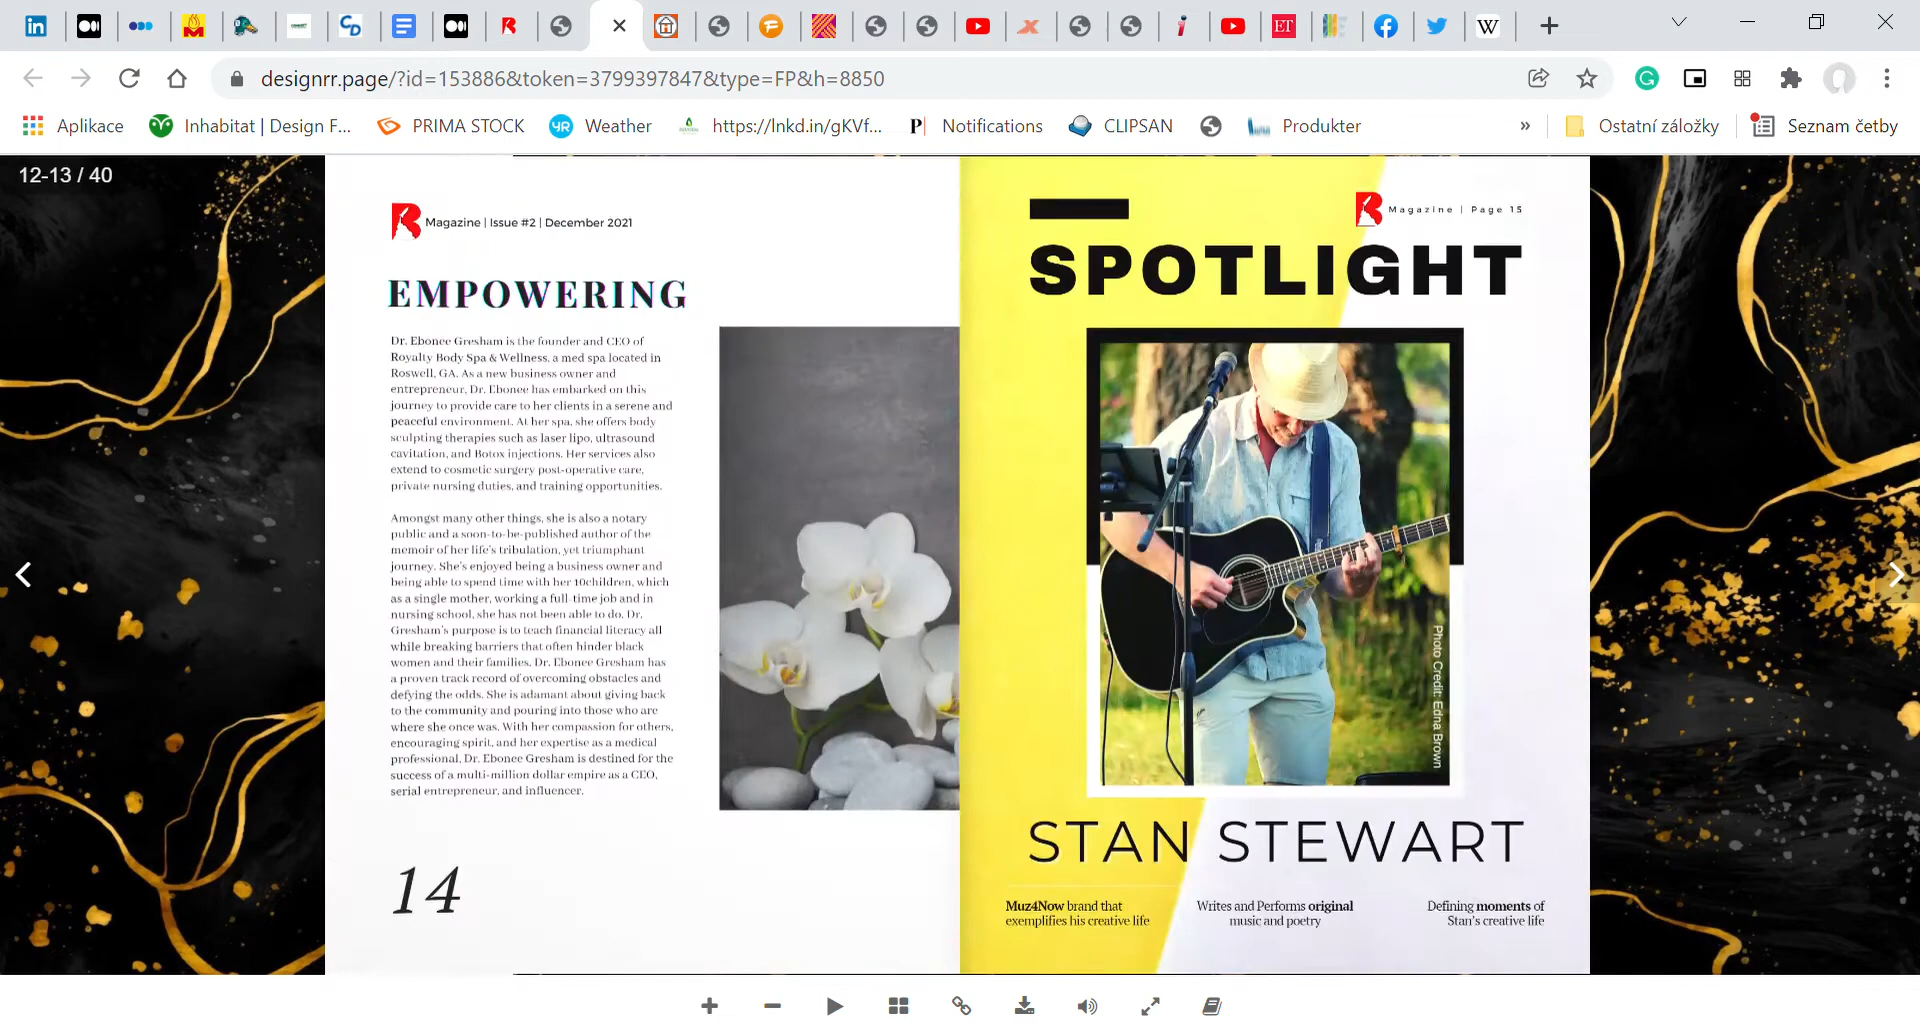 designrr.page/?id=153886&token=3799397847&type=FP&h=8850
Aplikace
Inhabitat | Design F...
PRIMA STOCK
Weather
https://lnkd.in/gKVf...
Notifications
CLIPSAN
Produkter
»
Ostatní záložky
Seznam četby
12-13 / 40
Magazine | Issue #2 | December 2021
EMPOWERING
Dr. Ebonee Gresham is the founder and CEO of
Royalty Body Spa & Wellness, a med spa located in
Roswell, GA. As a new business owner and
entrepreneur, Dr. Ebonee has embarked on this
journey to provide care to her clients in a serene and
peaceful environment. At her spa, she offers body
sculpting therapies such as laser lipo, ultrasound
cavitation, and Botox injections. Her services also
extend to cosmetic surgery post-operative care,
private nursing duties, and training opportunities.
Amongst many other things, she is also a notary
public and a soon-to-be-published author of the
memoir of her life's tribulation, yet triumphant
journey. She's enjoyed being a business owner and
being able to spend time with her 10children, which
as a single mother, working a full-time job and in
nursing school, she has not been able to do. Dr.
Gresham's purpose is to teach financial literacy all
while breaking barriers that often hinder black
women and their families. Dr. Ebonee Gresham has
a proven track record of overcoming obstacles and
defying the odds. She is adamant about giving back
to the community and pouring into those who are
where she once was. With her compassion for others,
encouraging spirit, and her expertise as a medical
professional, Dr. Ebonee Gresham is destined for the
success of a multi-million dollar empire as a CEO,
serial entrepreneur, and influencer.
14
R Magazine | Page 15
SPOTLIGHT
Photo Credit: Edna Brown
STAN STEWART
Muz4Now brand that
exemplifies his creative life
Writes and Performs original
music and poetry
Defining moments of
Stan's creative life